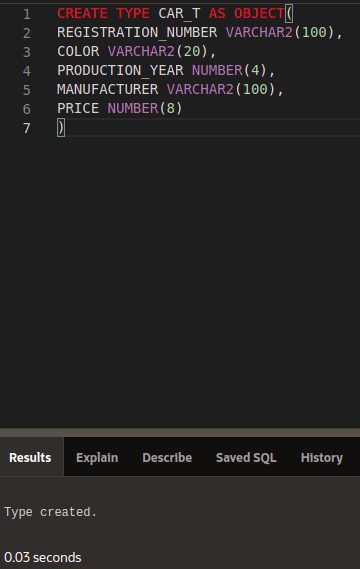 1 CREATE TYPE CAR_T AS OBJECT(
2 REGISTRATION_NUMBER VARCHAR2(100),
3 COLOR VARCHAR2(20),
4 PRODUCTION_YEAR NUMBER(4),
5 MANUFACTURER VARCHAR2(100),
6 PRICE NUMBER(8)
7 )
Results Explain Describe Saved SQL History
Type created.
0.03 seconds